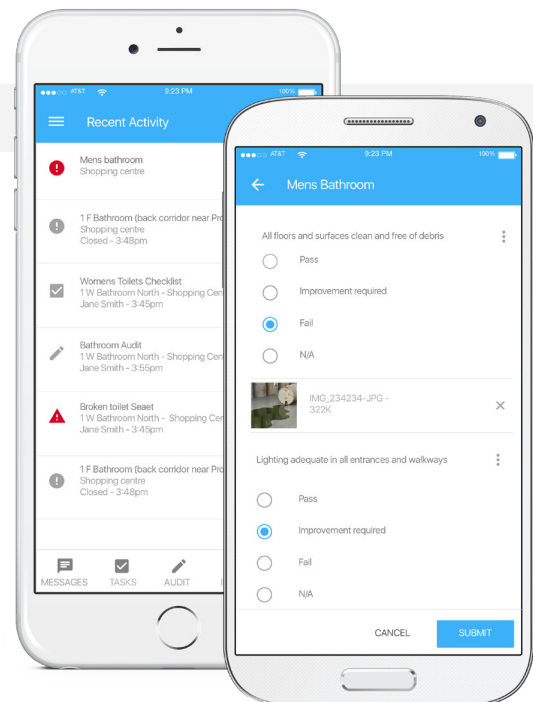 AT&T
9:23 PM
100%
Recent Activity
Mens bathroom
Shopping centre
1 F Bathroom (back corridor near Pro
Shopping centre
Closed - 3:48pm
Womens Toilets Checklist
1 W Bathroom North - Shopping Cen
Jane Smith - 3:45pm
Bathroom Audit
1 W Bathroom North - Shopping Cen
Jane Smith - 3:55pm
Broken toilet Seaet
1 W Bathroom North - Shopping Cen
Jane Smith - 3:45pm
1 F Bathroom (back corridor near Pro
Shopping centre
Closed - 3:48pm
MESSAGES
TASKS
AUDIT
AT&T
9:23 PM
100%
Mens Bathroom
All floors and surfaces clean and free of debris
Pass
Improvement required
Fail
N/A
IMG_234234-JPG -
322K
Lighting adequate in all entrances and walkways
Pass
Improvement required
Fail
N/A
CANCEL
SUBMIT